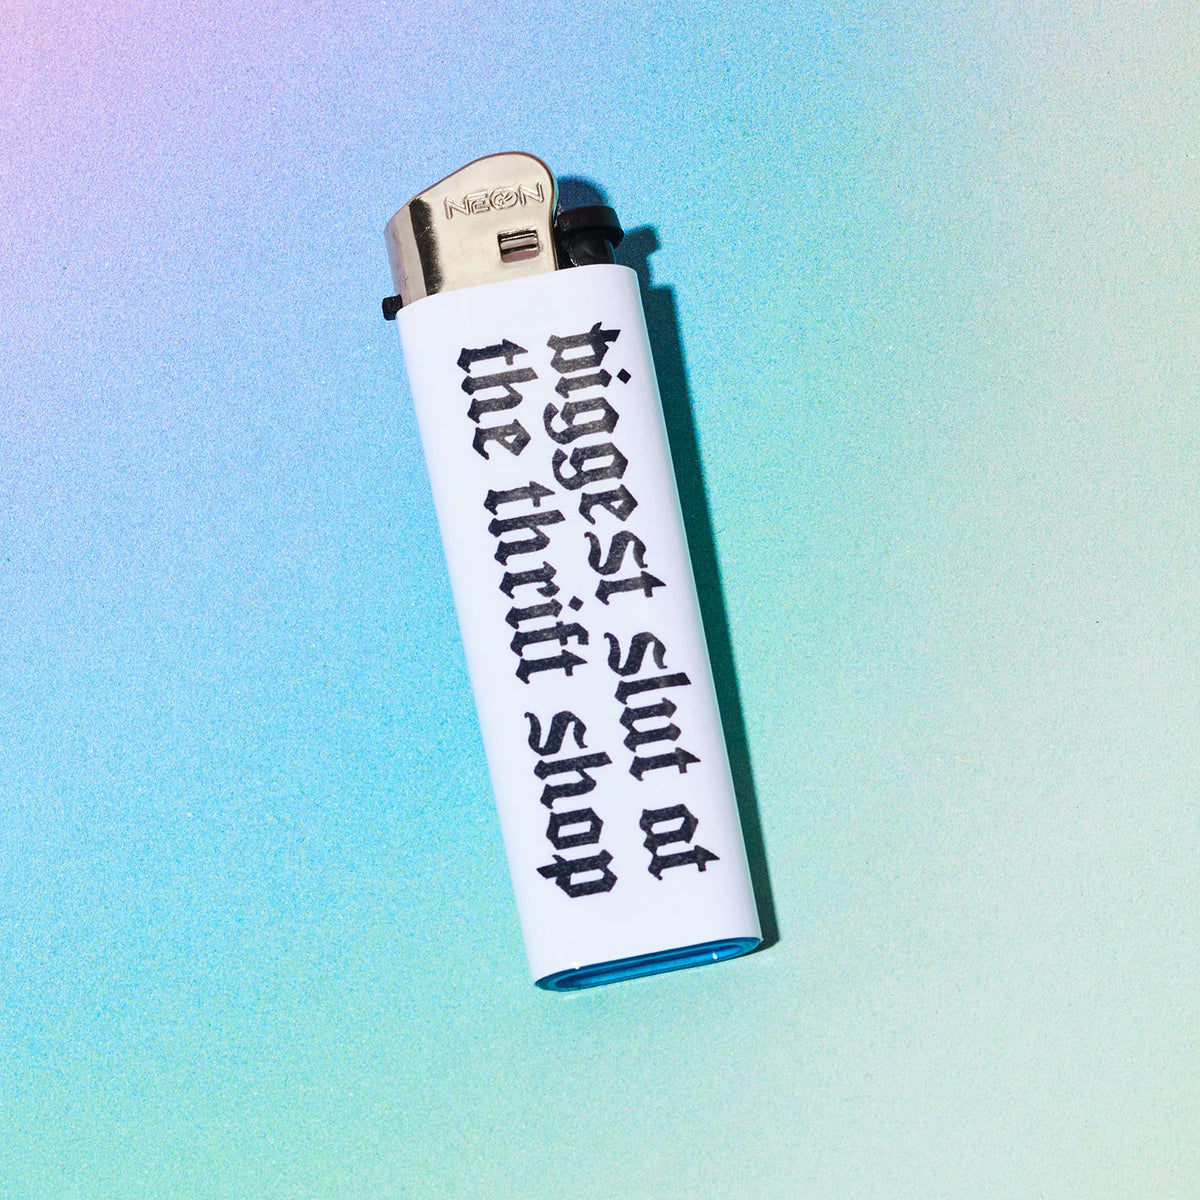 NEON
biggest slut at
the thrift shop